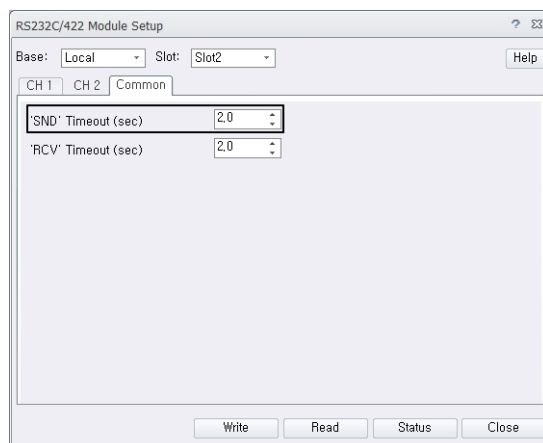 RS232C/422 Module Setup
Base: Local Slot: Slot2 Help
CH 1 CH 2 Common
'SND' Timeout (sec) 2,0
'RCV' Timeout (sec) 2,0
Write Read Status Close